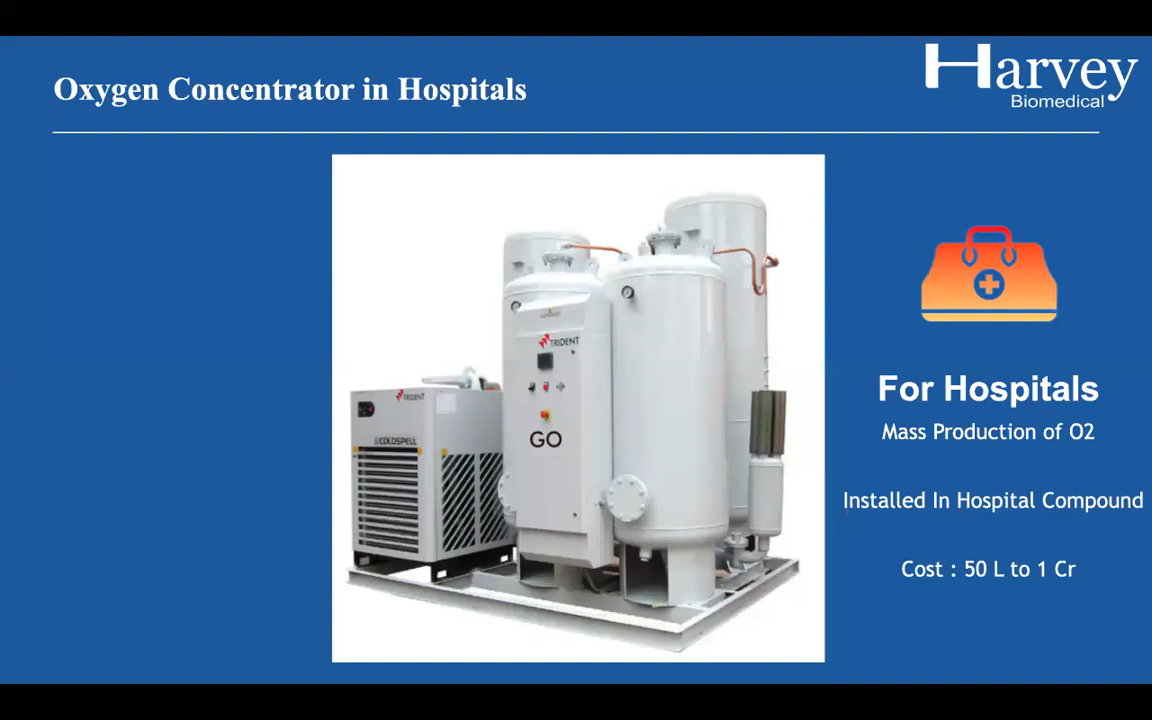 Harvey
Biomedical
Oxygen Concentrator in Hospitals
TRIDENT
TRIDENT
COLDSPELL
GO
For Hospitals
Mass Production of O2
Installed In Hospital Compound
Cost : 50 L to 1 Cr